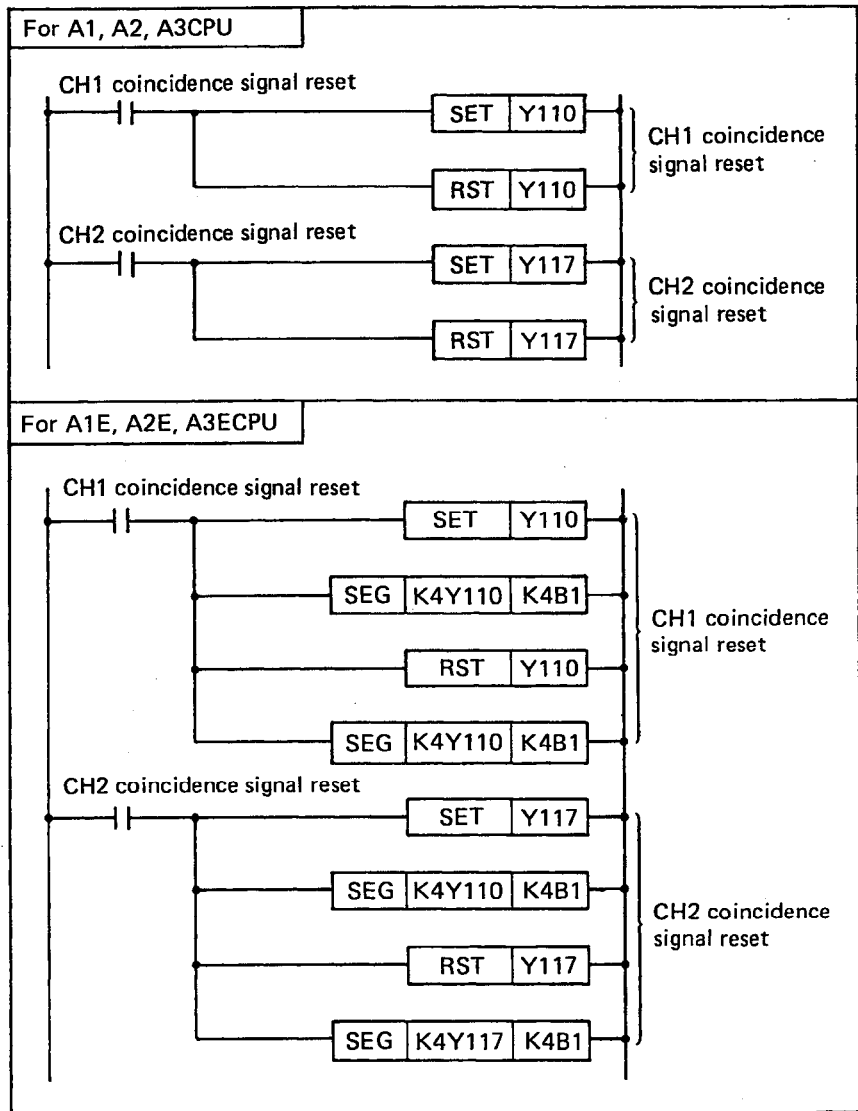 For A1, A2, A3CPU
CH1 coincidence signal reset
SET Y110
CH1 coincidence
signal reset
RST Y110
CH2 coincidence signal reset
SET Y117
CH2 coincidence
signal reset
RST Y117
For A1E, A2E, A3ECPU
CH1 coincidence signal reset
SET Y110
SEG K4Y110 K4B1
CH1 coincidence
signal reset
RST Y110
SEG K4Y110 K4B1
CH2 coincidence signal reset
SET Y117
SEG K4Y110 K4B1
CH2 coincidence
signal reset
RST Y117
SEG K4Y117 K4B1